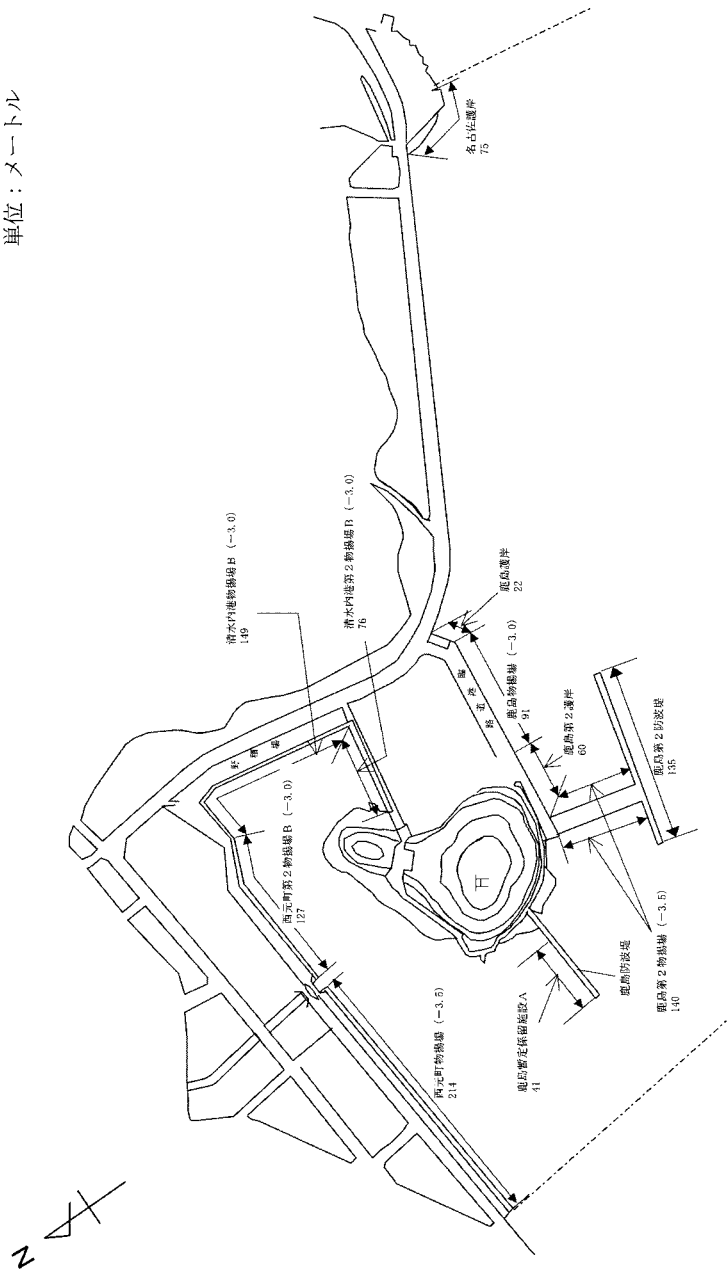 単位：メートル
名古佐護岸
75
清水内港物揚場B (-3.0)
149
清水内港第2物揚場B (-3.0)
76
野積場
西元町第2物揚場B (-3.0)
127
西元町物揚場 (-3.5)
214
鹿島護岸
22
鹿島物揚場 (-3.0)
91
臨港道路
鹿島第2護岸
60
鹿島第2防波堤
135
鹿島第2物揚場 (-3.5)
140
鹿島防波堤
鹿島暫定係留施設A
41
N